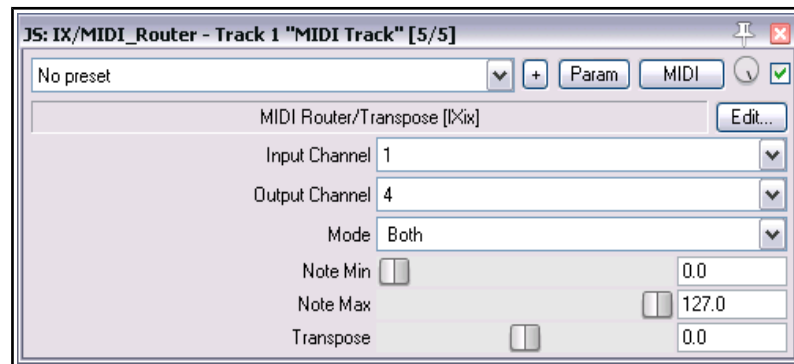 JS: IX/MIDI_Router - Track 1 "MIDI Track" [5/5]
No preset + Param MIDI
MIDI Router/Transpose [IXix] Edit...
Input Channel 1
Output Channel 4
Mode Both
Note Min 0.0
Note Max 127.0
Transpose 0.0